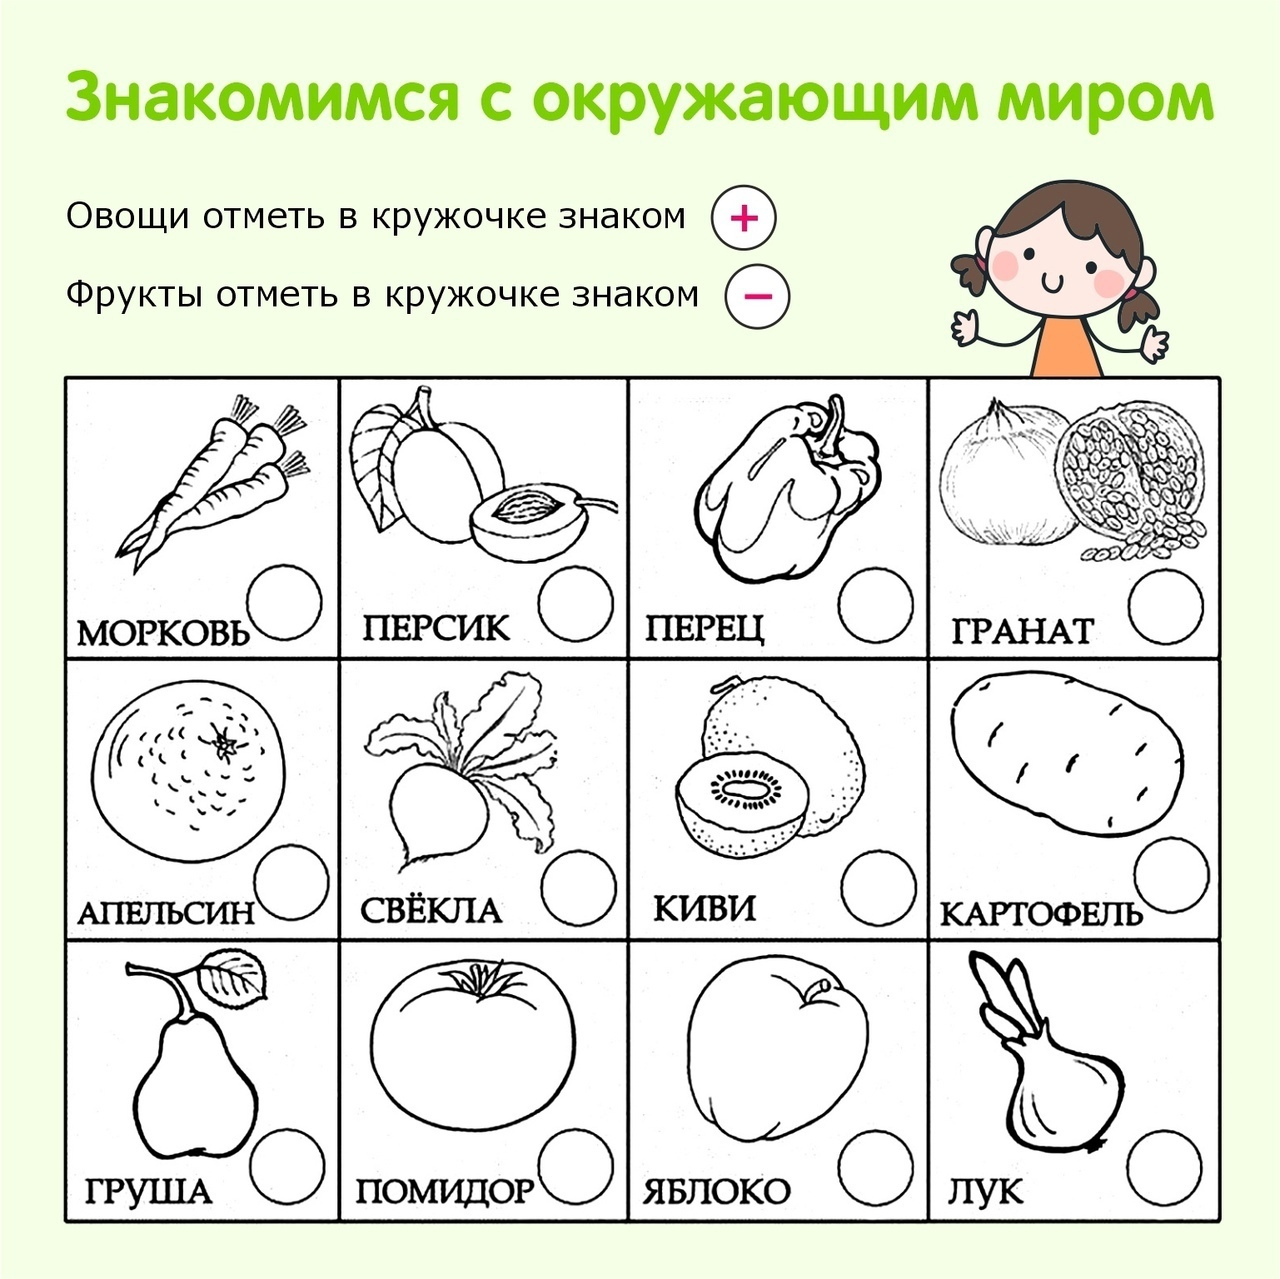 Знакомимся с окружающим миром
Овощи отметь в кружочке знаком +
Фрукты отметь в кружочке знаком −
МОРКОВЬ
ПЕРСИК
ПЕРЕЦ
ГРАНАТ
АПЕЛЬСИН
СВЁКЛА
КИВИ
КАРТОФЕЛЬ
ГРУША
ПОМИДОР
ЯБЛОКО
ЛУК